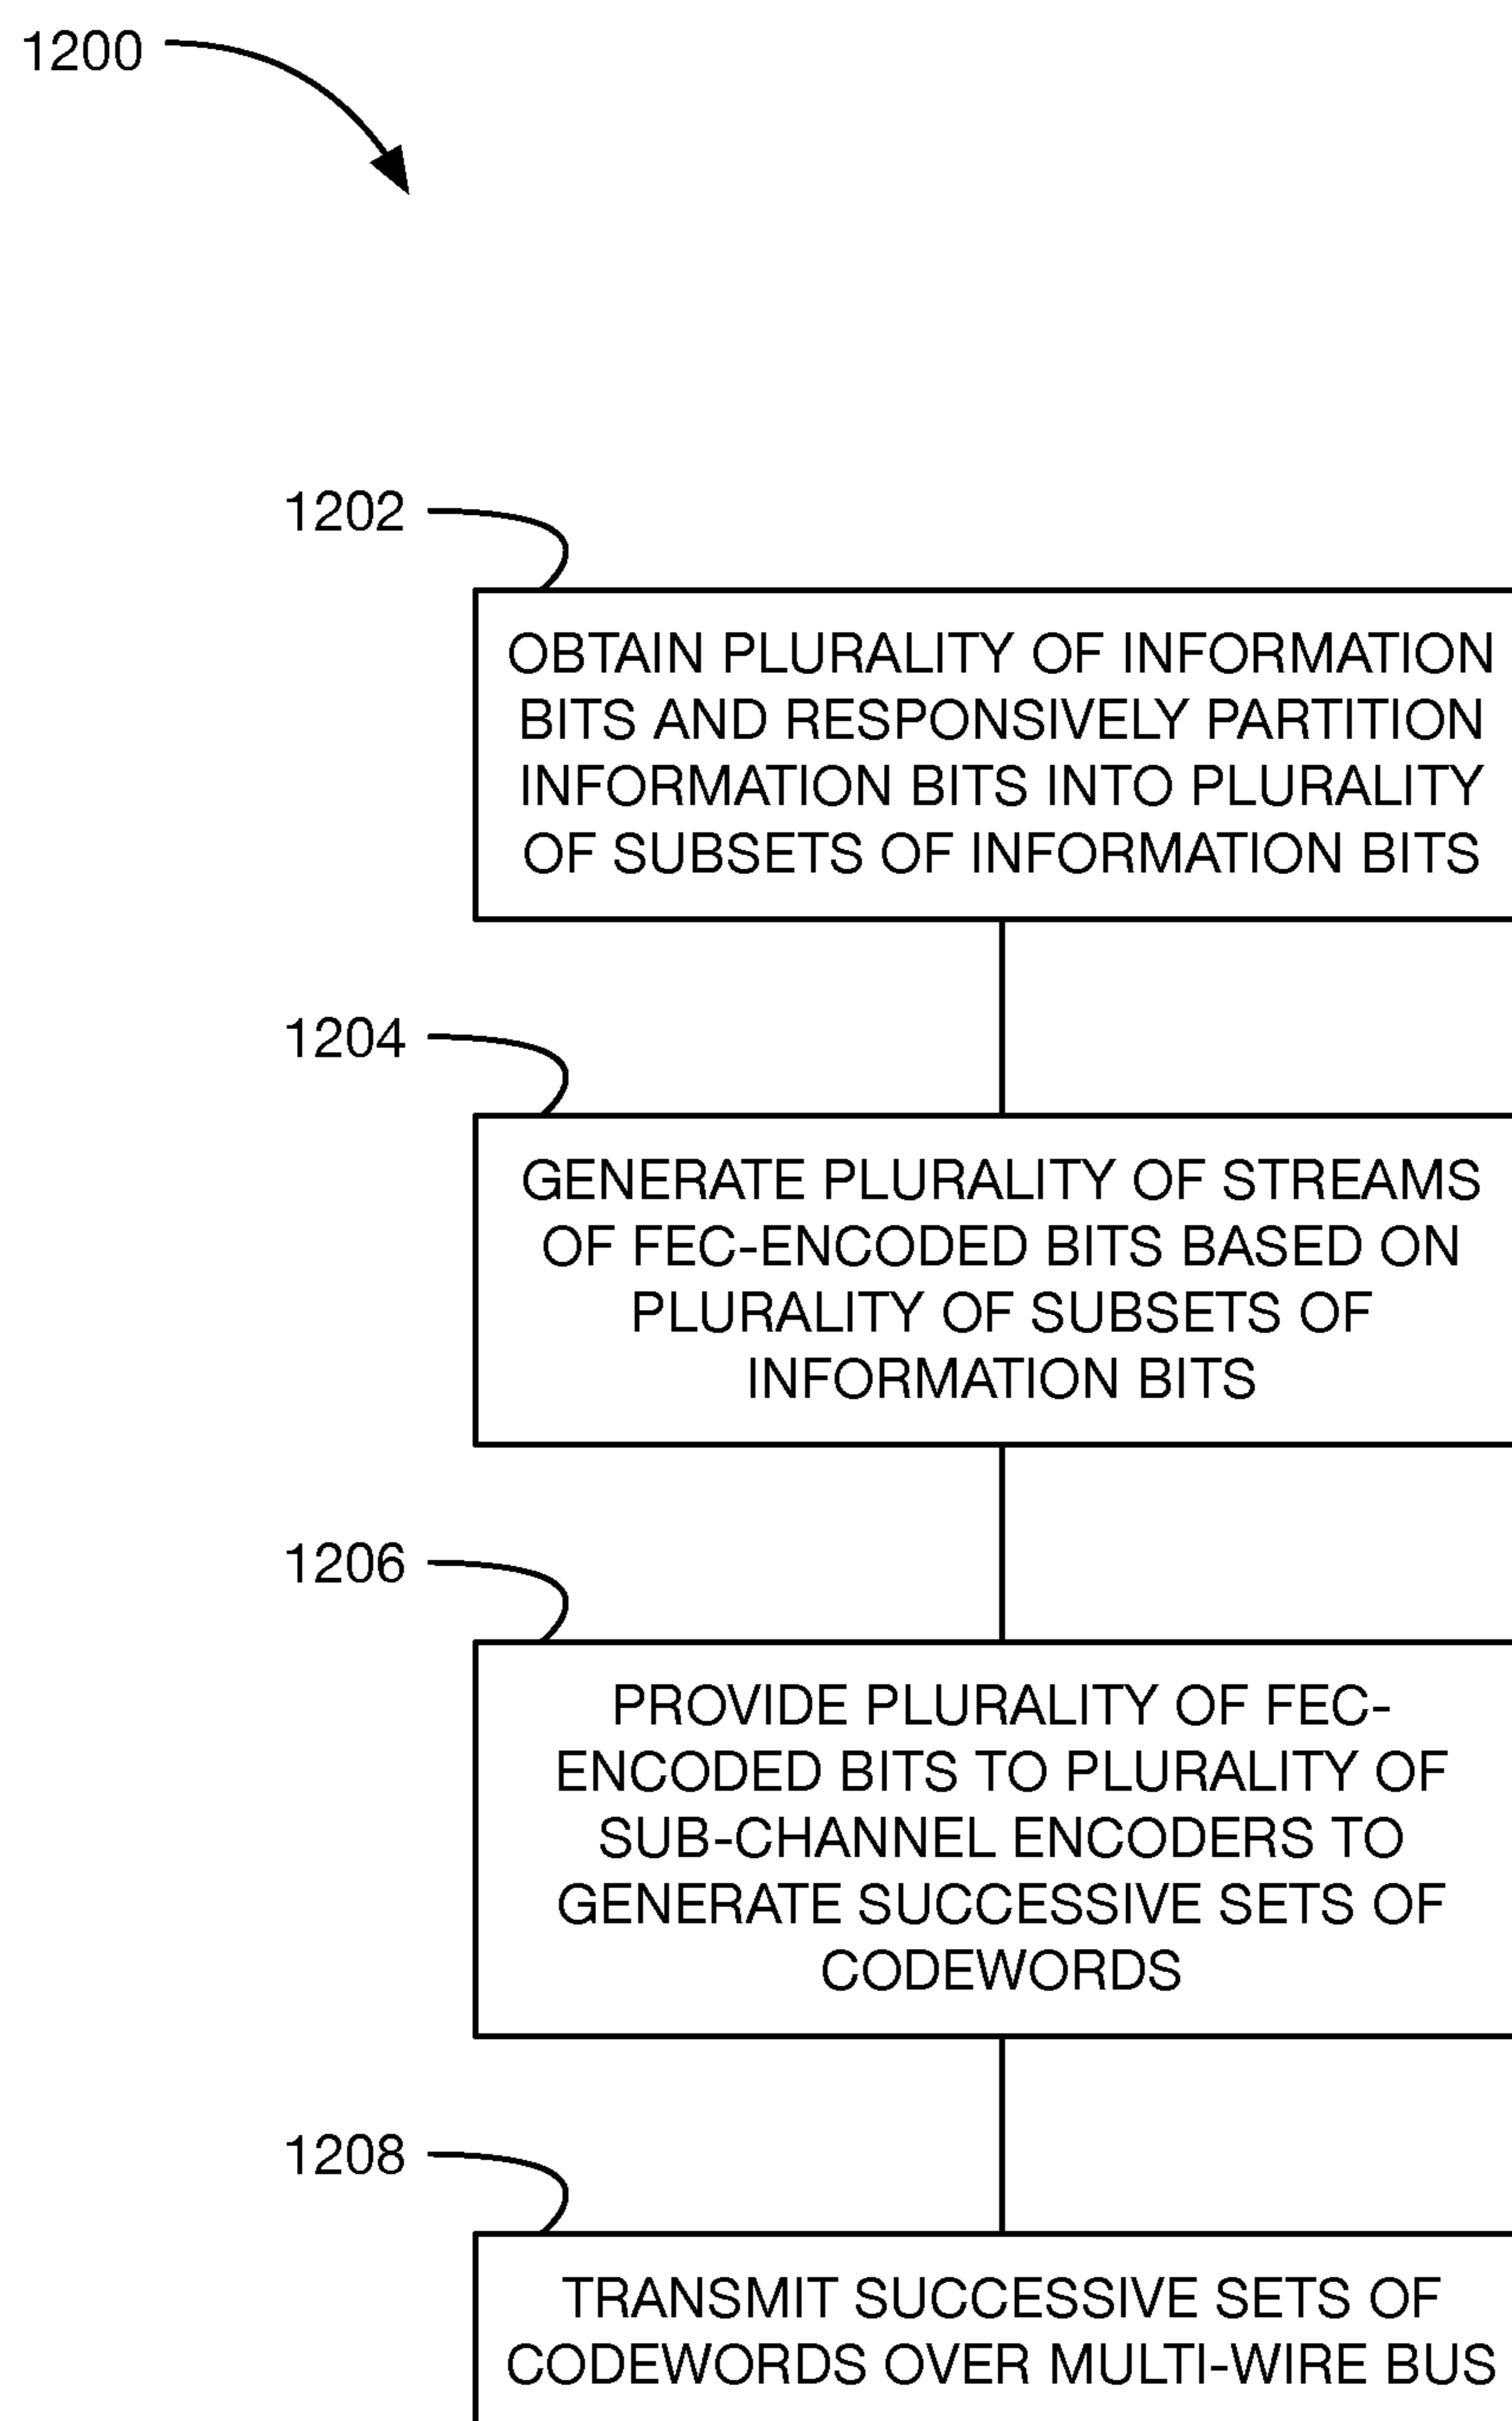 1200
1202
OBTAIN PLURALITY OF INFORMATION
BITS AND RESPONSIVELY PARTITION
INFORMATION BITS INTO PLURALITY
OF SUBSETS OF INFORMATION BITS
1204
GENERATE PLURALITY OF STREAMS
OF FEC-ENCODED BITS BASED ON
PLURALITY OF SUBSETS OF
INFORMATION BITS
1206
PROVIDE PLURALITY OF FEC-
ENCODED BITS TO PLURALITY OF
SUB-CHANNEL ENCODERS TO
GENERATE SUCCESSIVE SETS OF
CODEWORDS
1208
TRANSMIT SUCCESSIVE SETS OF
CODEWORDS OVER MULTI-WIRE BUS